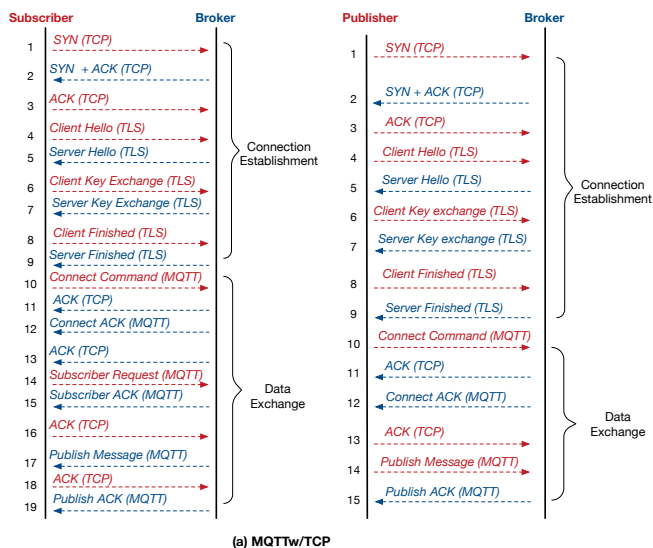 Subscriber
Broker
1 SYN (TCP)
2 SYN + ACK (TCP)
3 ACK (TCP)
4 Client Hello (TLS)
5 Server Hello (TLS)
6 Client Key Exchange (TLS)
7 Server Key Exchange (TLS)
8 Client Finished (TLS)
9 Server Finished (TLS)
10 Connect Command (MQTT)
11 ACK (TCP)
12 Connect ACK (MQTT)
13 ACK (TCP)
14 Subscriber Request (MQTT)
15 Subscriber ACK (MQTT)
16 ACK (TCP)
17 Publish Message (MQTT)
18 ACK (TCP)
19 Publish ACK (MQTT)
Connection
Establishment
Data
Exchange
Publisher
Broker
1 SYN (TCP)
2 SYN + ACK (TCP)
3 ACK (TCP)
4 Client Hello (TLS)
5 Server Hello (TLS)
6 Client Key exchange (TLS)
7 Server Key exchange (TLS)
8 Client Finished (TLS)
9 Server Finished (TLS)
10 Connect Command (MQTT)
11 ACK (TCP)
12 Connect ACK (MQTT)
13 ACK (TCP)
14 Publish Message (MQTT)
15 Publish ACK (MQTT)
Connection
Establishment
Data
Exchange
(a) MQTTw/TCP